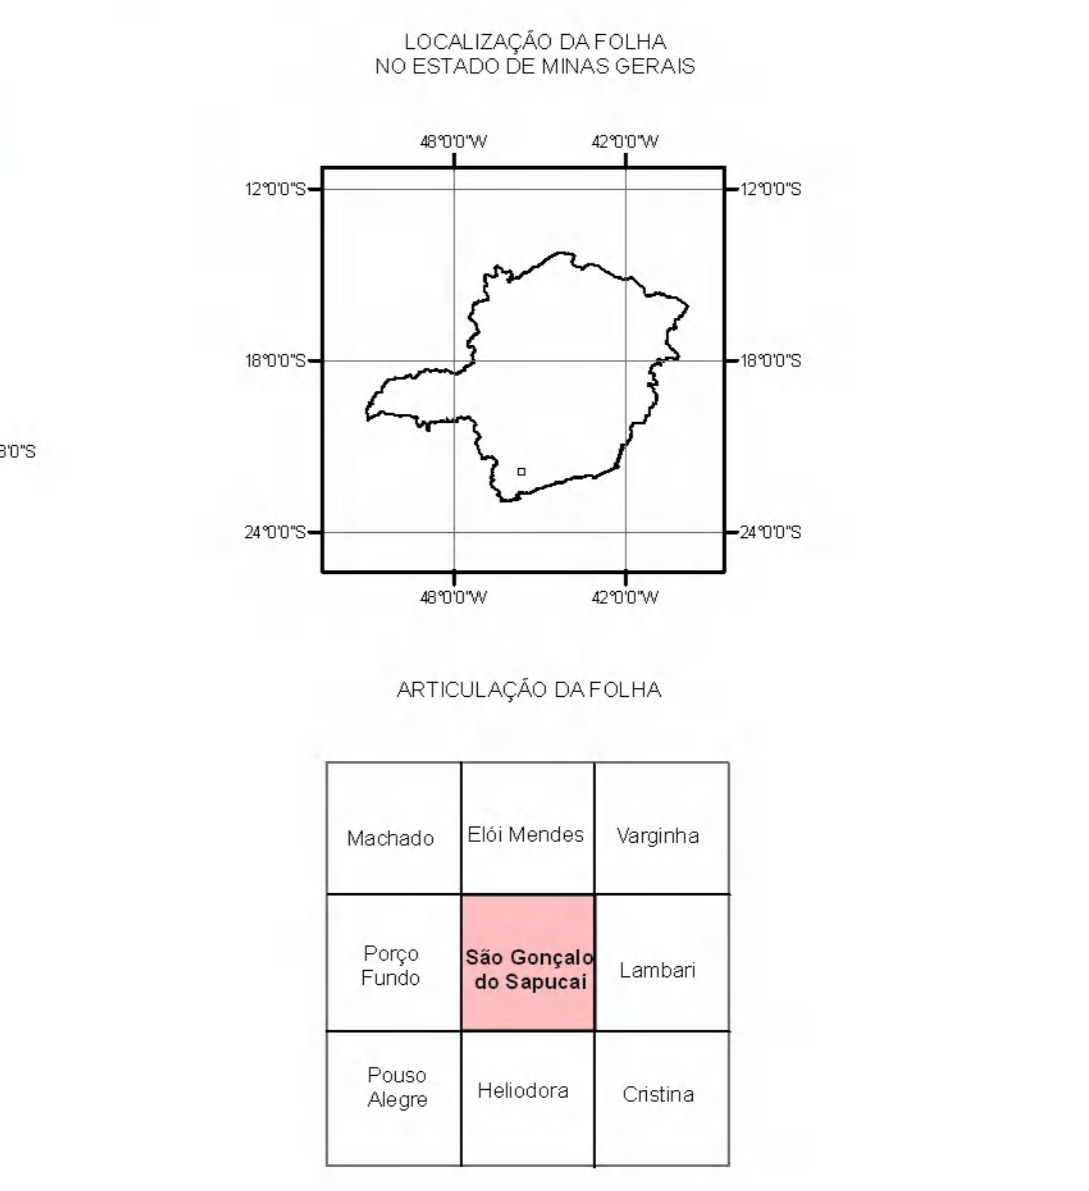 LOCALIZAÇÃO DA FOLHA
NO ESTADO DE MINAS GERAIS
48°0'0"W 42°0'0"W
12°0'0"S 12°0'0"S
18°0'0"S 18°0'0"S
8'0"S
24°0'0"S 24°0'0"S
48°0'0"W 42°0'0"W
ARTICULAÇÃO DA FOLHA
Machado Elói Mendes Varginha
Porço
Fundo
São Gonçalo
do Sapucai
Lambari
Pouso
Alegre
Heliodora
Cristina